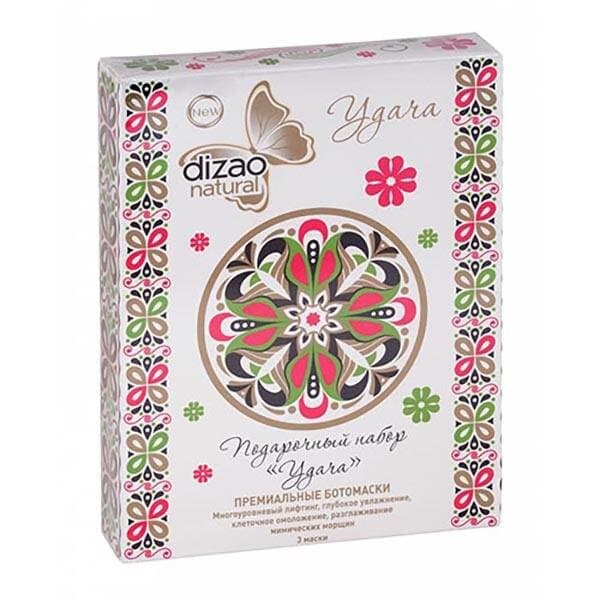 New
Удача
dizao
natural
Подарочный набор
«Удача»
ПРЕМИАЛЬНЫЕ БОТОМАСКИ
Многоуровневый лифтинг, глубокое увлажнение,
клеточное омоложение, разглаживание
мимических морщин
3 маски